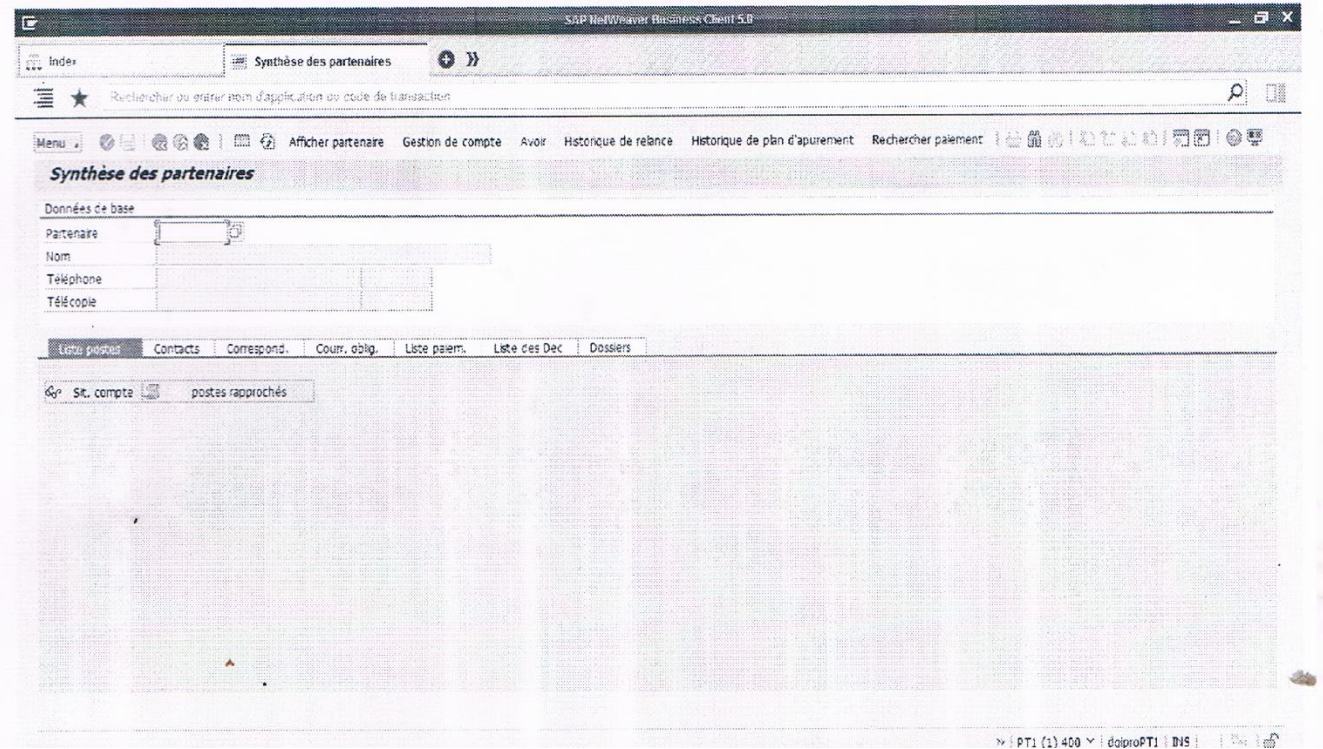 SAP NetWeaver Business Client 5.0
Index Synthèse des partenaires
Rechercher ou entrer nom d'application ou code de transaction
Menu Afficher partenaire Gestion de compte Avoir Historique de relance Historique de plan d'apurement Rechercher paiement
Synthèse des partenaires
Données de base
Partenaire
Nom
Téléphone
Télécopie
Liste postes Contacts Correspond. Courr. oblig. Liste paiem. Liste des Dec Dossiers
Sit. compte postes rapprochés
PT1 (1) 400 dgiproPT1 INS